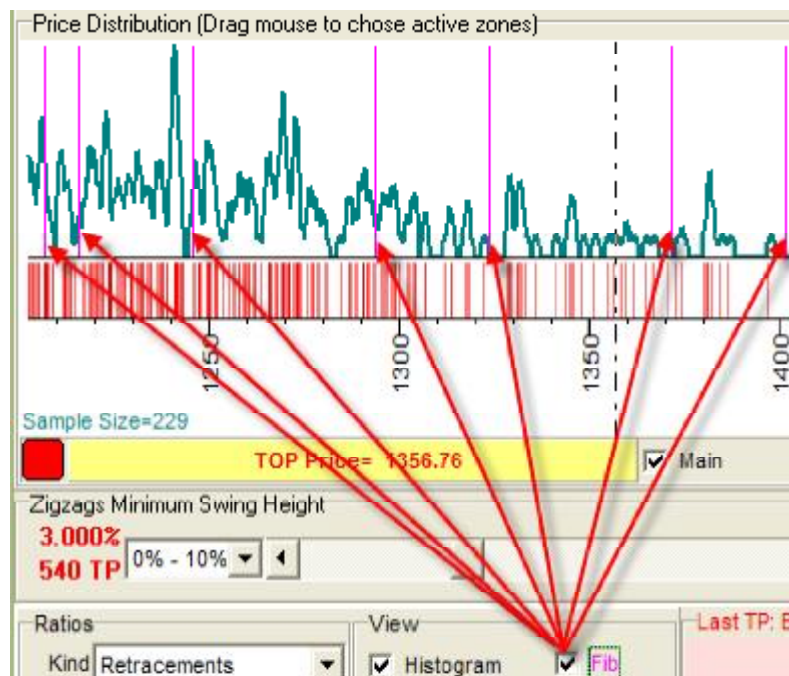 Price Distribution (Drag mouse to chose active zones)
1250
1300
1350
1400
Sample Size=229
TOP Price= 1356.76
Main
Zigzags Minimum Swing Height
3.000%
540 TP
0% - 10%
Ratios
View
Last TP:
Kind Retracements
Histogram
Fib